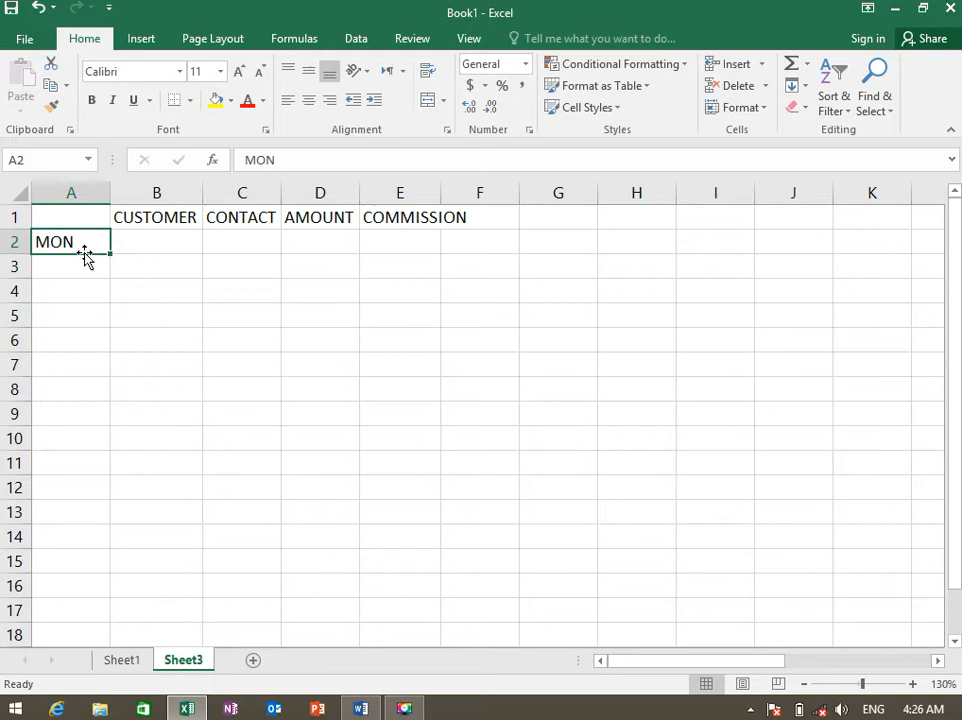 Book1 - Excel
File Home Insert Page Layout Formulas Data Review View Tell me what you want to do... Sign in Share
Paste Calibri 11 General Conditional Formatting Insert
B I U A $ % , Format as Table Delete Sort & Find &
Cell Styles Format Filter Select
Clipboard Font Alignment Number Styles Cells Editing
A2 fx MON
A B C D E F G H I J K
1 CUSTOMER CONTACT AMOUNT COMMISSION
2 MON
3
4
5
6
7
8
9
10
11
12
13
14
15
16
17
18
Sheet1 Sheet3
Ready 130%
ENG 4:26 AM